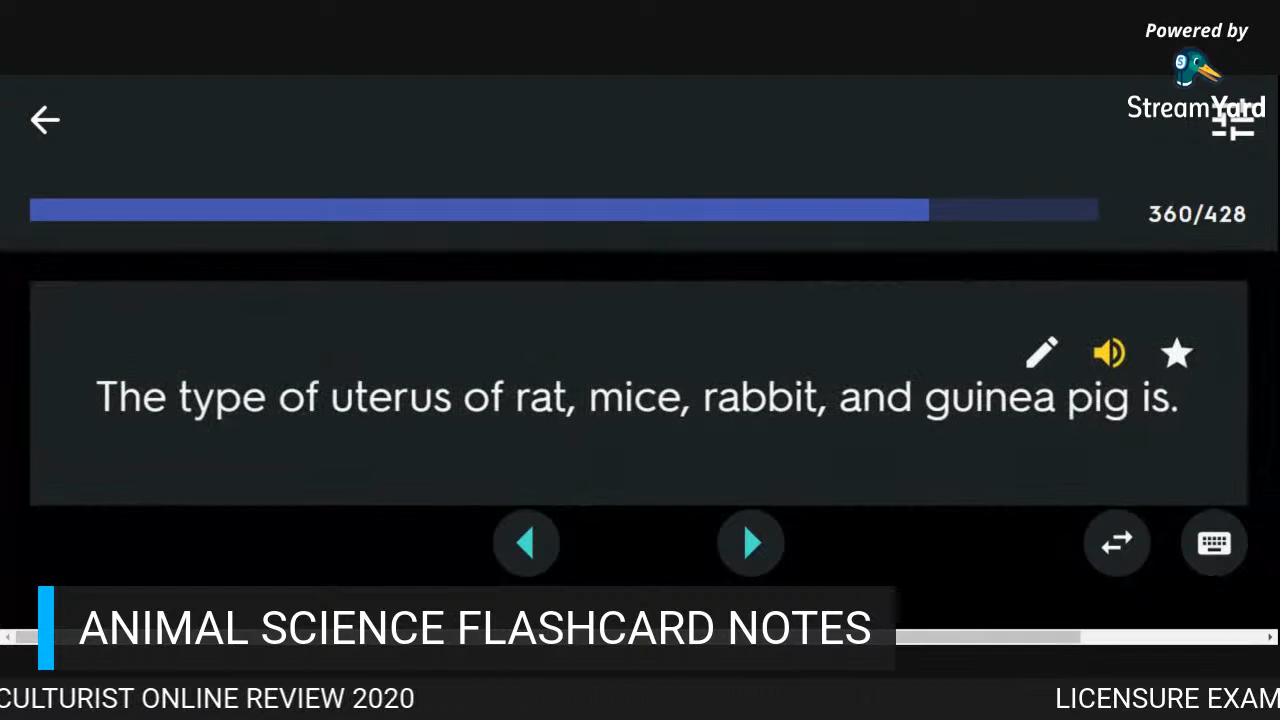 Powered by
StreamYard
360/428
The type of uterus of rat, mice, rabbit, and guinea pig is.
ANIMAL SCIENCE FLASHCARD NOTES
CULTURIST ONLINE REVIEW 2020
LICENSURE EXAM